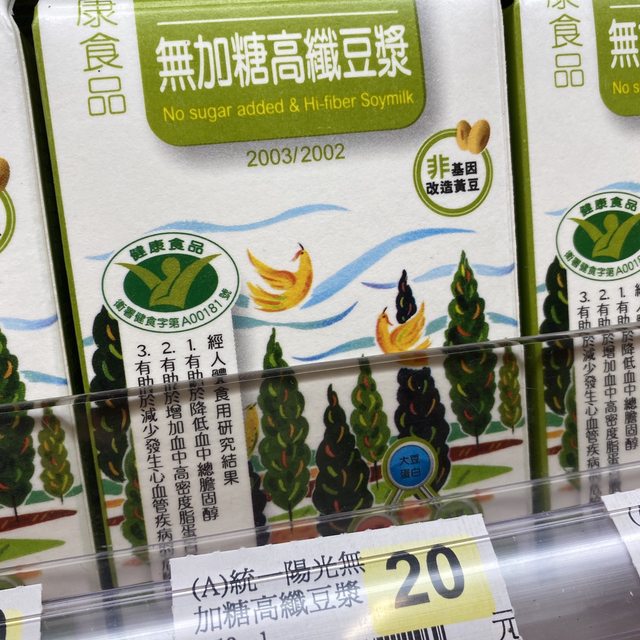 康食品
無加糖高纖豆漿
No sugar added & Hi-fiber Soymilk
2003/2002
非基因
改造黃豆
健康食品
衛署健食字第A00181號
經人體食用研究結果
1. 有助於降低血中總膽固醇
2. 有助於增加血中高密度脂蛋
3. 有助於減少發生心血管疾病
大豆
蛋白
(A)統一陽光無
加糖高纖豆漿
20
元